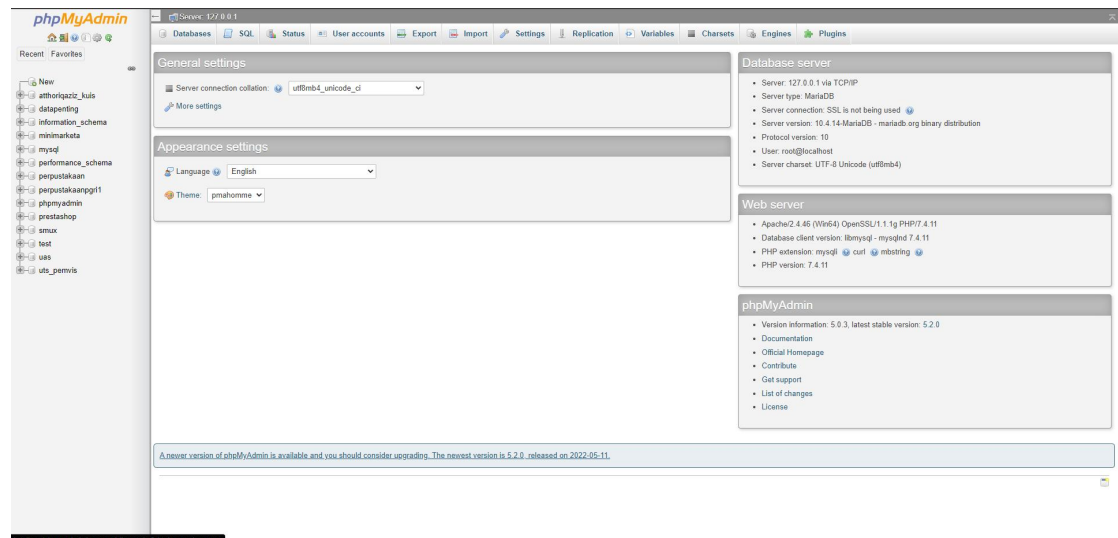 phpMyAdmin
Recent Favorites
New
atthoriqaziz_kuis
datapenting
information_schema
minimarketa
mysql
performance_schema
perpustakaan
perpustakaanpgri1
phpmyadmin
prestashop
smux
test
uas
uts_pemvis
Server: 127.0.0.1
Databases SQL Status User accounts Export Import Settings Replication Variables Charsets Engines Plugins
General settings
Server connection collation: utf8mb4_unicode_ci
More settings
Appearance settings
Language English
Theme: pmahomme
Database server
Server: 127.0.0.1 via TCP/IP
Server type: MariaDB
Server connection: SSL is not being used
Server version: 10.4.14-MariaDB - mariadb.org binary distribution
Protocol version: 10
User: root@localhost
Server charset: UTF-8 Unicode (utf8mb4)
Web server
Apache/2.4.46 (Win64) OpenSSL/1.1.1g PHP/7.4.11
Database client version: libmysql - mysqlnd 7.4.11
PHP extension: mysqli curl mbstring
PHP version: 7.4.11
phpMyAdmin
Version information: 5.0.3, latest stable version: 5.2.0
Documentation
Official Homepage
Contribute
Get support
List of changes
License
A newer version of phpMyAdmin is available and you should consider upgrading. The newest version is 5.2.0, released on 2022-05-11.